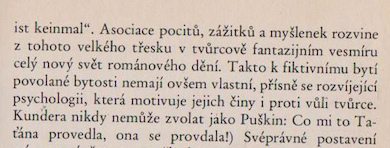 ist keinmal“. Asociace pocitů, zážitků a myšlenek rozvine
z tohoto velkého třesku v tvůrcově fantazijním vesmíru
celý nový svět románového dění. Takto k fiktivnímu bytí
povolané bytosti nemají ovšem vlastní, přísně se rozvíjející
psychologii, která motivuje jejich činy i proti vůli tvůrce.
Kundera nikdy nemůže zvolat jako Puškin: Co mi to Ta-
ťána provedla, ona se provdala!) Svéprávné postavení